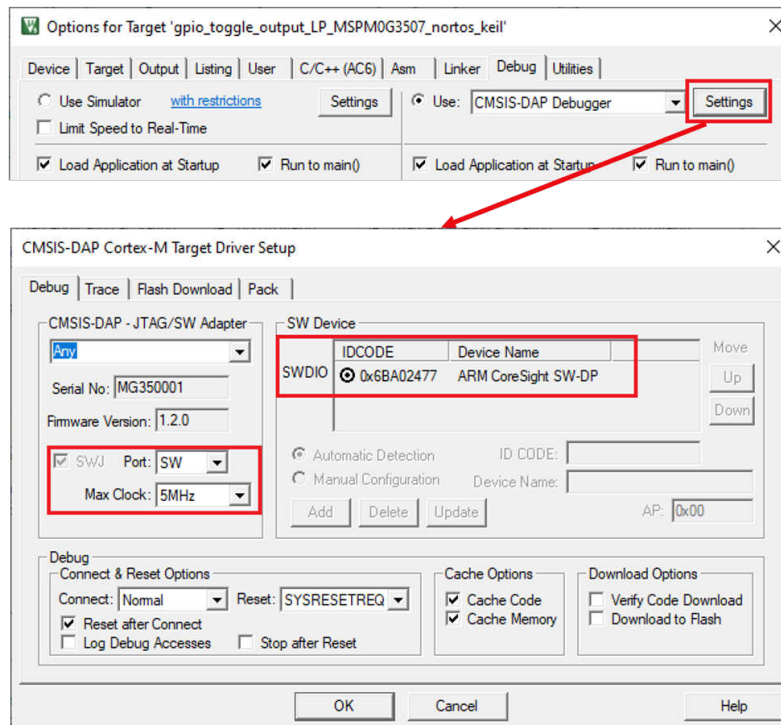 Options for Target 'gpio_toggle_output_LP_MSPM0G3507_nortos_keil'
Device | Target | Output | Listing | User | C/C++ (AC6) | Asm | Linker Debug | Utilities |
Use Simulator with restrictions Settings Use: CMSIS-DAP Debugger Settings
Limit Speed to Real-Time
Load Application at Startup Run to main() Load Application at Startup Run to main()
CMSIS-DAP Cortex-M Target Driver Setup
Debug | Trace | Flash Download | Pack |
CMSIS-DAP - JTAG/SW Adapter SW Device
Any IDCODE Device Name Move
SWDIO 0x6BA02477 ARM CoreSight SW-DP Up
Serial No: MG350001
Down
Firmware Version: 1.2.0
SWJ Port: SW Automatic Detection ID CODE:
Manual Configuration Device Name:
Max Clock: 5MHz
Add Delete Update AP: 0x00
Debug
Connect & Reset Options Cache Options Download Options
Connect: Normal Reset: SYSRESETREQ Cache Code Verify Code Download
Reset after Connect Cache Memory Download to Flash
Log Debug Accesses Stop after Reset
OK Cancel Help